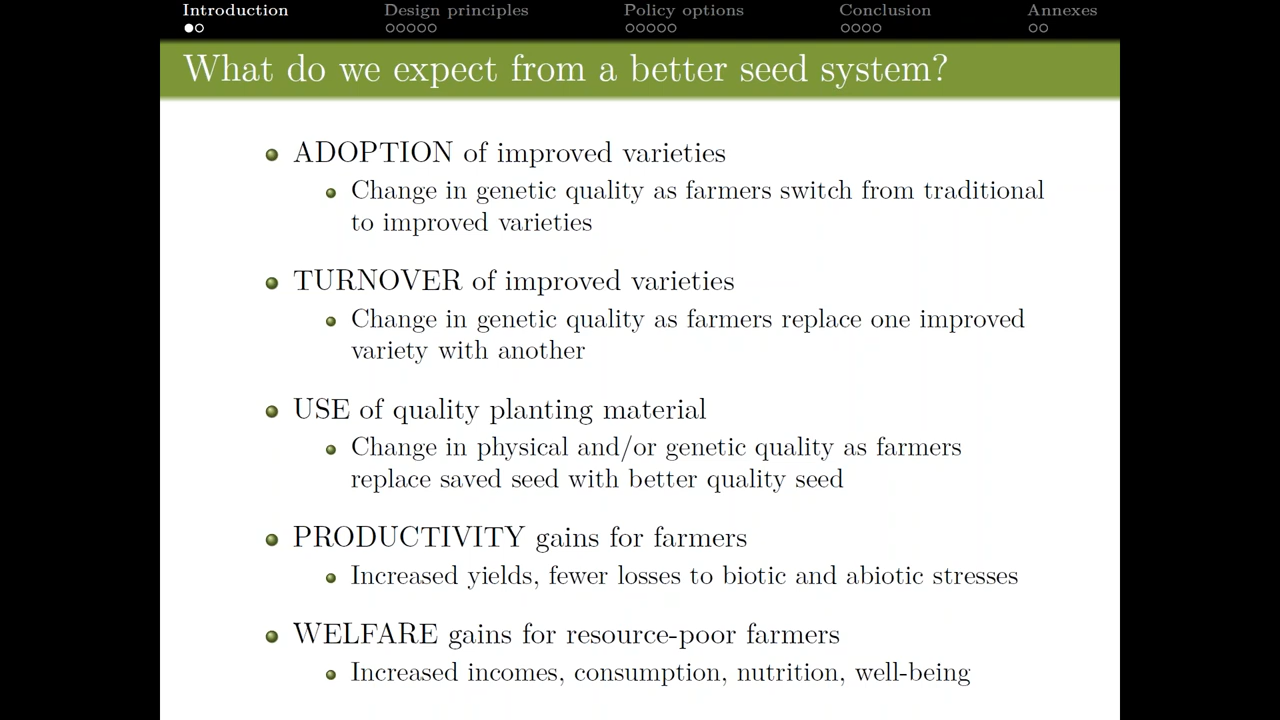 Introduction Design principles Policy options Conclusion Annexes
What do we expect from a better seed system?
ADOPTION of improved varieties
Change in genetic quality as farmers switch from traditional
to improved varieties
TURNOVER of improved varieties
Change in genetic quality as farmers replace one improved
variety with another
USE of quality planting material
Change in physical and/or genetic quality as farmers
replace saved seed with better quality seed
PRODUCTIVITY gains for farmers
Increased yields, fewer losses to biotic and abiotic stresses
WELFARE gains for resource-poor farmers
Increased incomes, consumption, nutrition, well-being